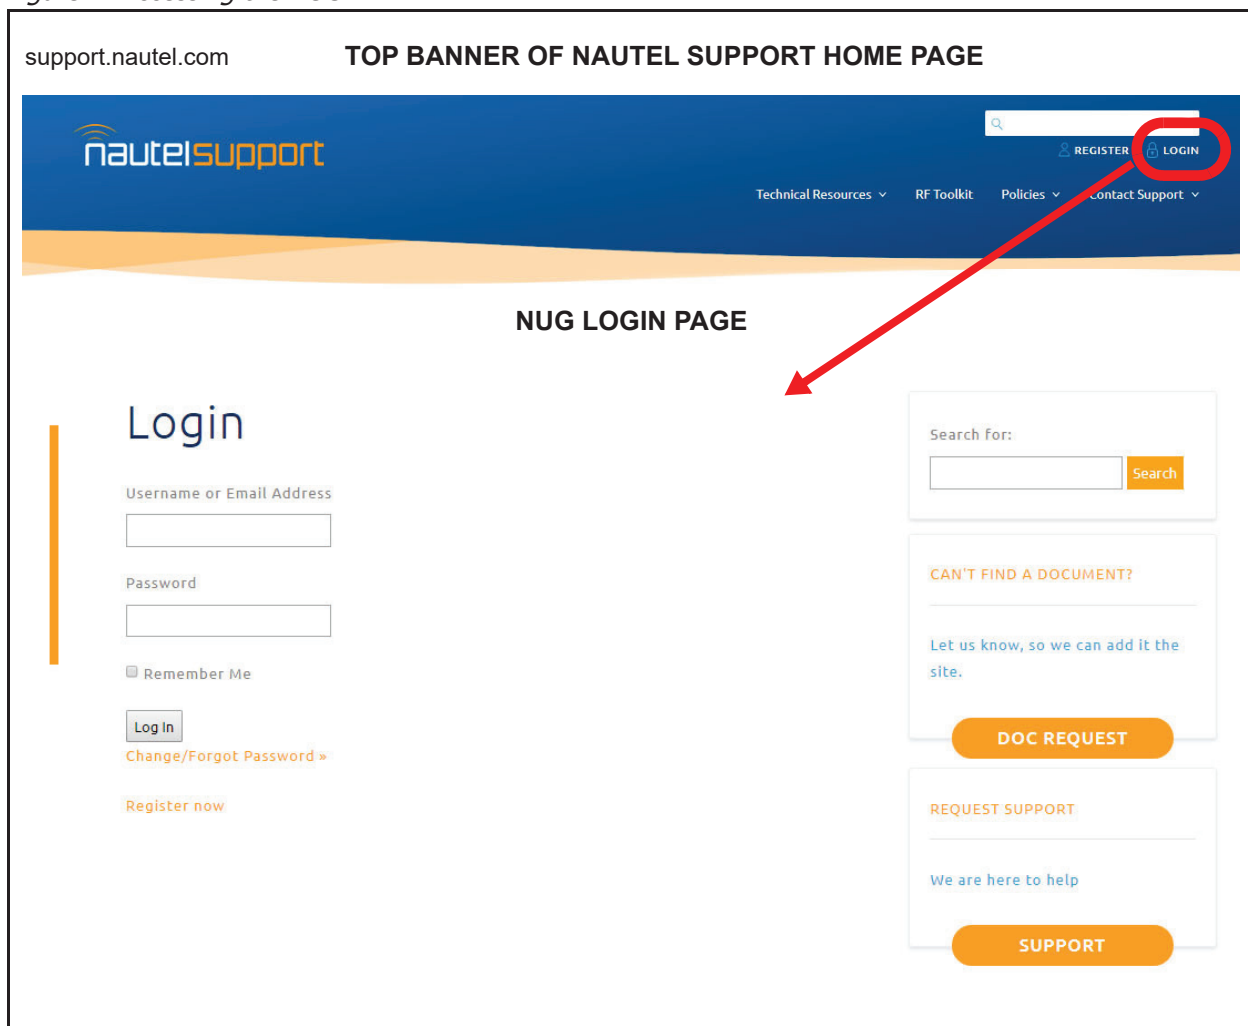 support.nautel.com
TOP BANNER OF NAUTEL SUPPORT HOME PAGE
nautelsupport
REGISTER LOGIN
Technical Resources RF Toolkit Policies Contact Support
NUG LOGIN PAGE
Login
Username or Email Address
Password
Remember Me
Log In
Change/Forgot Password »
Register now
Search for:
Search
CAN'T FIND A DOCUMENT?
Let us know, so we can add it the
site.
DOC REQUEST
REQUEST SUPPORT
We are here to help
SUPPORT